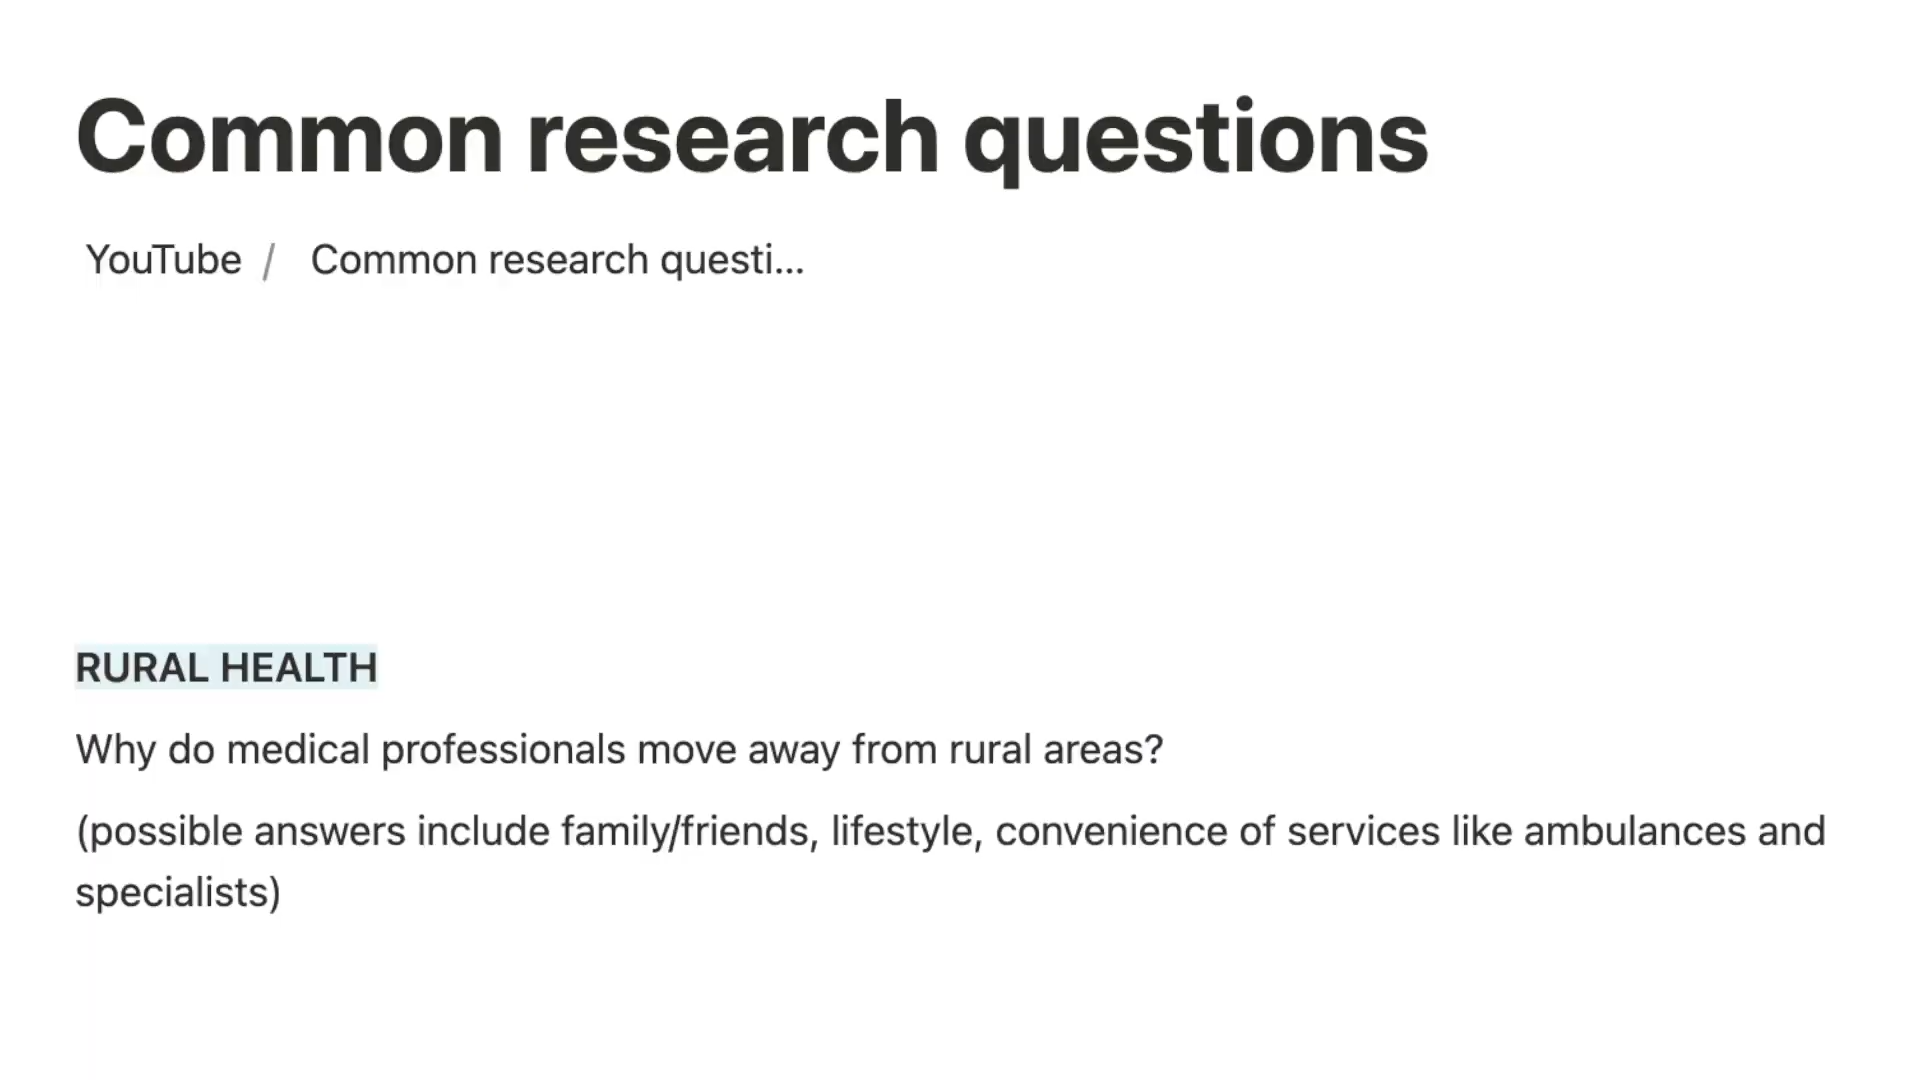 Common research questions
YouTube / Common research questi...
RURAL HEALTH
Why do medical professionals move away from rural areas?
(possible answers include family/friends, lifestyle, convenience of services like ambulances and
specialists)